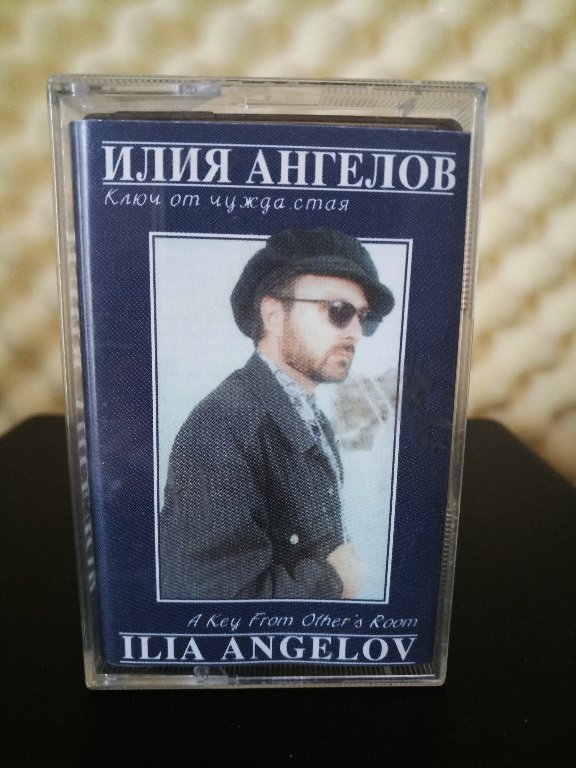 ИЛИЯ АНГЕЛОВ
Ключ от чужда стая
A Key From Other's Room
ILIA ANGELOV